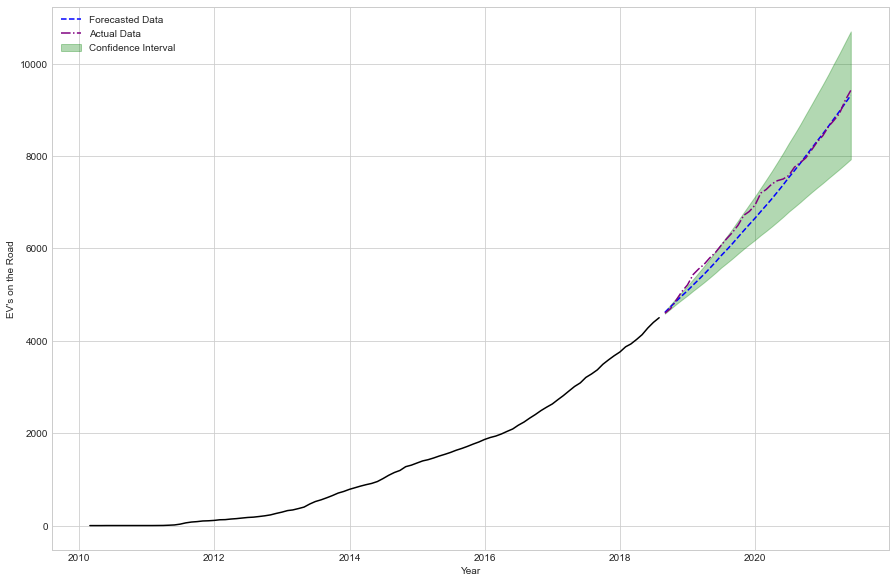 Forecasted Data
Actual Data
Confidence Interval
10000
8000
6000
4000
2000
0
EV's on the Road
2010 2012 2014 2016 2018 2020
Year